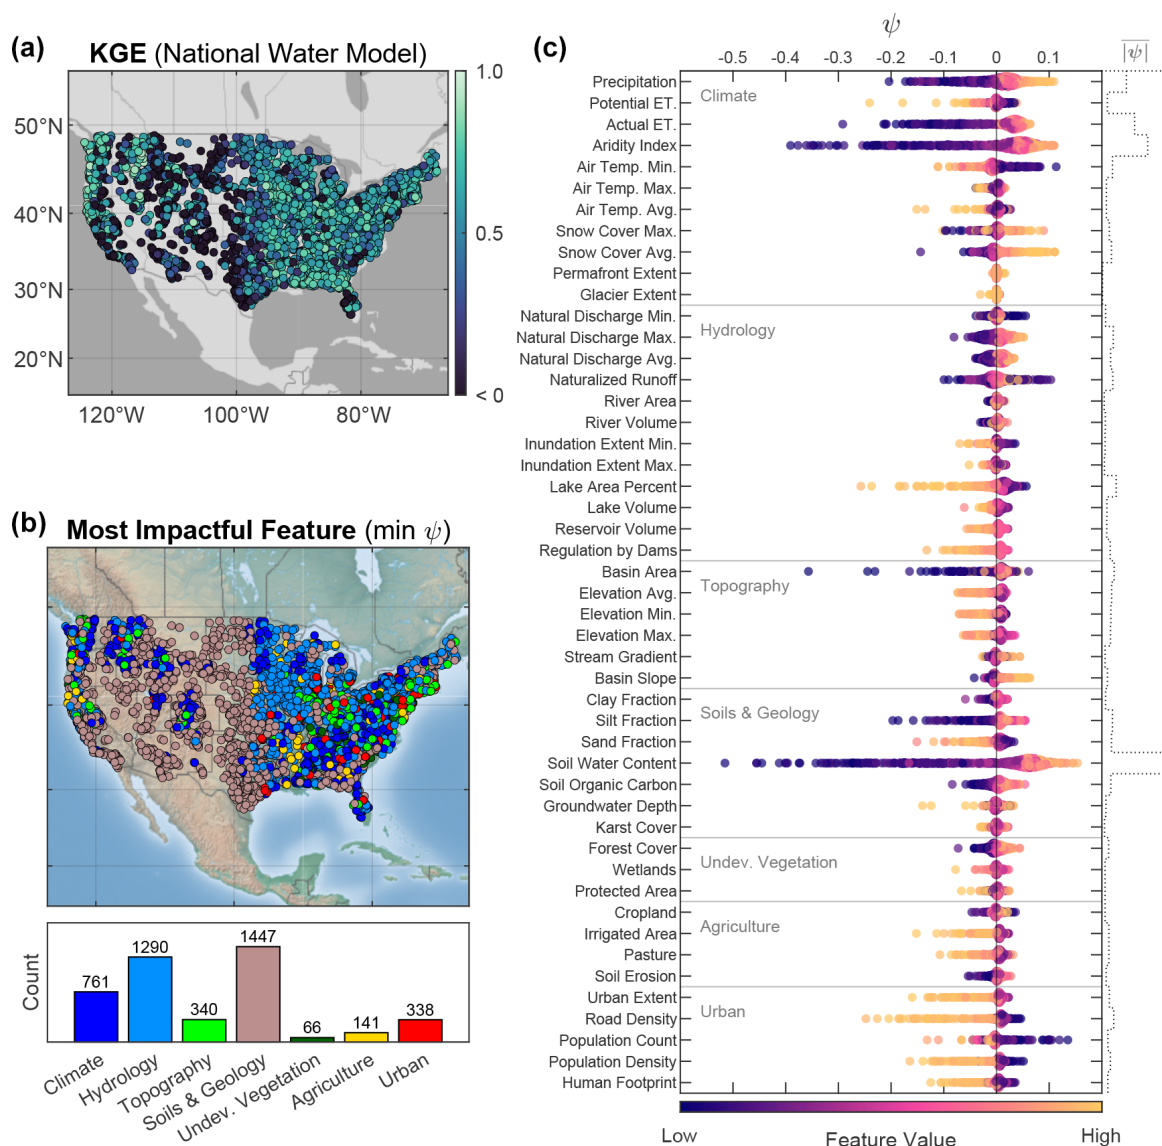 (a)
KGE (National Water Model)
1.0
50°N
40°N
0.5
30°N
20°N
< 0
120°W 100°W 80°W
(b)
Most Impactful Feature (min ψ)
Count
761
1290
340
1447
66
141
338
Climate
Hydrology
Topography
Soils & Geology
Undev. Vegetation
Agriculture
Urban
(c)
ψ
|ψ|
-0.5 -0.4 -0.3 -0.2 -0.1 0 0.1
Climate
Precipitation
Potential ET.
Actual ET.
Aridity Index
Air Temp. Min.
Air Temp. Max.
Air Temp. Avg.
Snow Cover Max.
Snow Cover Avg.
Permafront Extent
Glacier Extent
Hydrology
Natural Discharge Min.
Natural Discharge Max.
Natural Discharge Avg.
Naturalized Runoff
River Area
River Volume
Inundation Extent Min.
Inundation Extent Max.
Lake Area Percent
Lake Volume
Reservoir Volume
Regulation by Dams
Topography
Basin Area
Elevation Avg.
Elevation Min.
Elevation Max.
Stream Gradient
Basin Slope
Soils & Geology
Clay Fraction
Silt Fraction
Sand Fraction
Soil Water Content
Soil Organic Carbon
Groundwater Depth
Karst Cover
Undev. Vegetation
Forest Cover
Wetlands
Protected Area
Agriculture
Cropland
Irrigated Area
Pasture
Soil Erosion
Urban
Urban Extent
Road Density
Population Count
Population Density
Human Footprint
Low Feature Value High